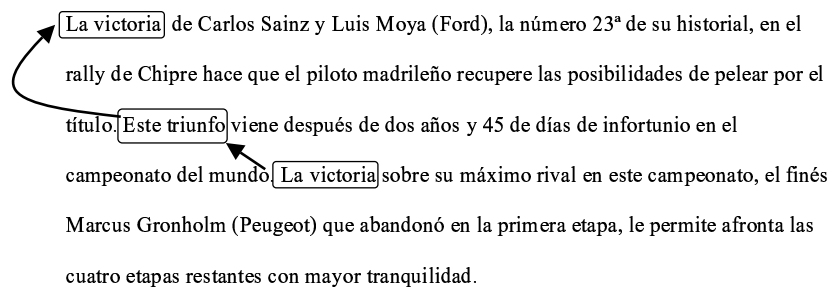 La victoria de Carlos Sainz y Luis Moya (Ford), la número 23ª de su historial, en el
rally de Chipre hace que el piloto madrileño recupere las posibilidades de pelear por el
título. Este triunfo viene después de dos años y 45 de días de infortunio en el
campeonato del mundo. La victoria sobre su máximo rival en este campeonato, el finés
Marcus Gronholm (Peugeot) que abandonó en la primera etapa, le permite afronta las
cuatro etapas restantes con mayor tranquilidad.